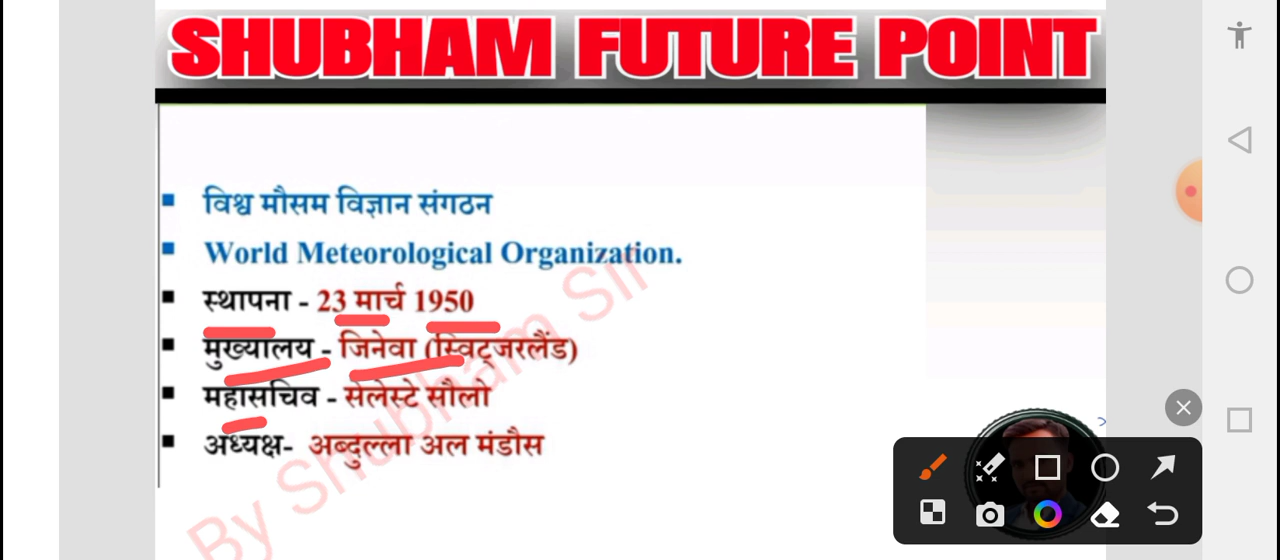 SHUBHAM FUTURE POINT
विश्व मौसम विज्ञान संगठन
World Meteorological Organization.
स्थापना - 23 मार्च 1950
मुख्यालय - जिनेवा (स्विट्जरलैंड)
महासचिव - सेलेस्टे सौलो
अध्यक्ष- अब्दुल्ला अल मंडौस
By Shubham Sir